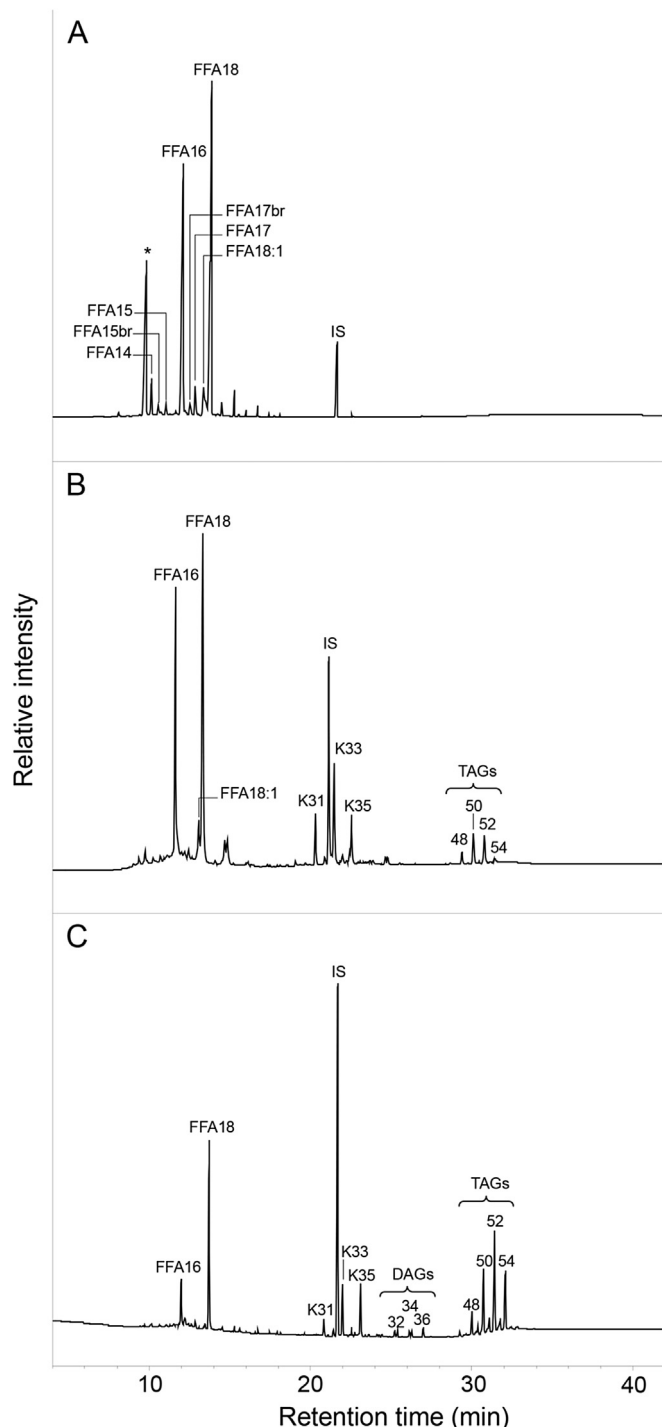 A
FFA18
FFA16
FFA17br
FFA17
FFA18:1
*
FFA15
FFA15br
FFA14
IS
B
FFA18
FFA16
IS
K33
FFA18:1
K31
K35
TAGs
50
52
48
54
Relative intensity
C
IS
FFA18
TAGs
52
K33
DAGs
50
54
FFA16
K35
34
48
K31
32
36
10
20
30
40
Retention time (min)